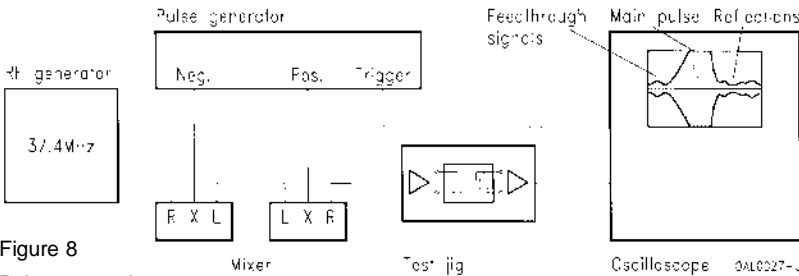 Pulse generator
Feedthrough
signals
Main pulse Reflections
RF generator
Neg. Pos. Trigger
37.4MHz
R X L
L X R
Figure 8
Mixer
Test jig
Oscilloscope